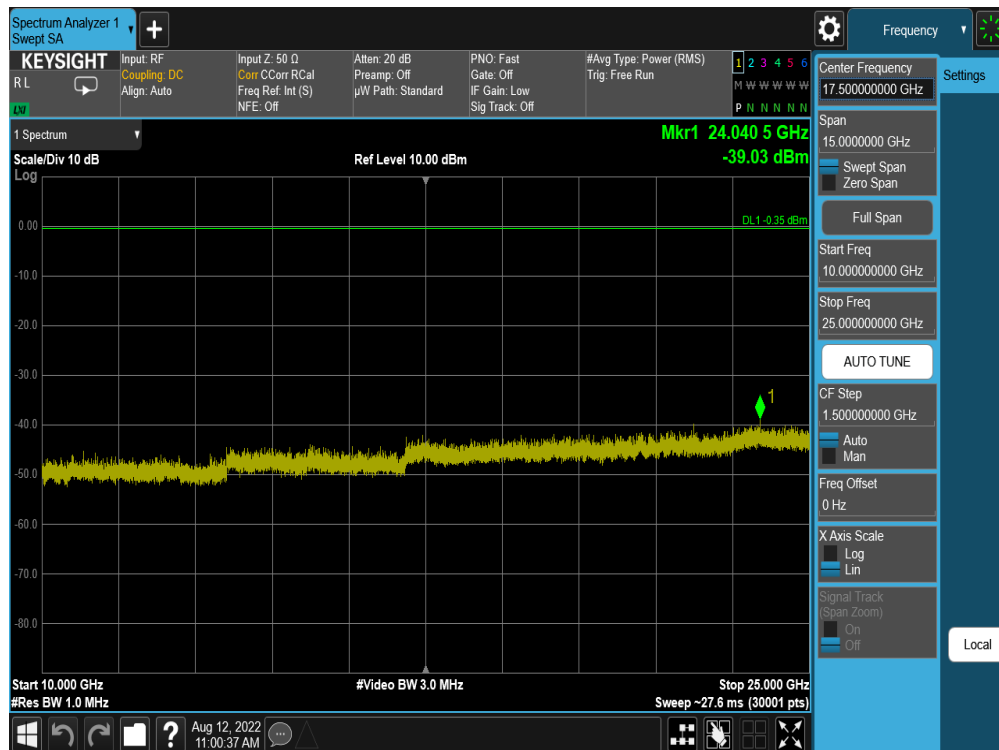 Spectrum Analyzer 1
Swept SA
+
Frequency
KEYSIGHT
R L
LXI
Input: RF
Coupling: DC
Align: Auto
Input Z: 50 Ω
Corr CCorr RCal
Freq Ref: Int (S)
NFE: Off
Atten: 20 dB
Preamp: Off
µW Path: Standard
PNO: Fast
Gate: Off
IF Gain: Low
Sig Track: Off
#Avg Type: Power (RMS)
Trig: Free Run
1 2 3 4 5 6
M W W W W W
P N N N N N
1 Spectrum
Scale/Div 10 dB
Log
Ref Level 10.00 dBm
Mkr1 24.040 5 GHz
-39.03 dBm
DL1 -0.35 dBm
0.00
-10.0
-20.0
-30.0
-40.0
-50.0
-60.0
-70.0
-80.0
1
Start 10.000 GHz
#Res BW 1.0 MHz
#Video BW 3.0 MHz
Stop 25.000 GHz
Sweep ~27.6 ms (30001 pts)
Center Frequency
17.500000000 GHz
Span
15.0000000 GHz
Swept Span
Zero Span
Full Span
Start Freq
10.000000000 GHz
Stop Freq
25.000000000 GHz
AUTO TUNE
CF Step
1.500000000 GHz
Auto
Man
Freq Offset
0 Hz
X Axis Scale
Log
Lin
Signal Track
(Span Zoom)
On
Off
Settings
Local
?
Aug 12, 2022
11:00:37 AM